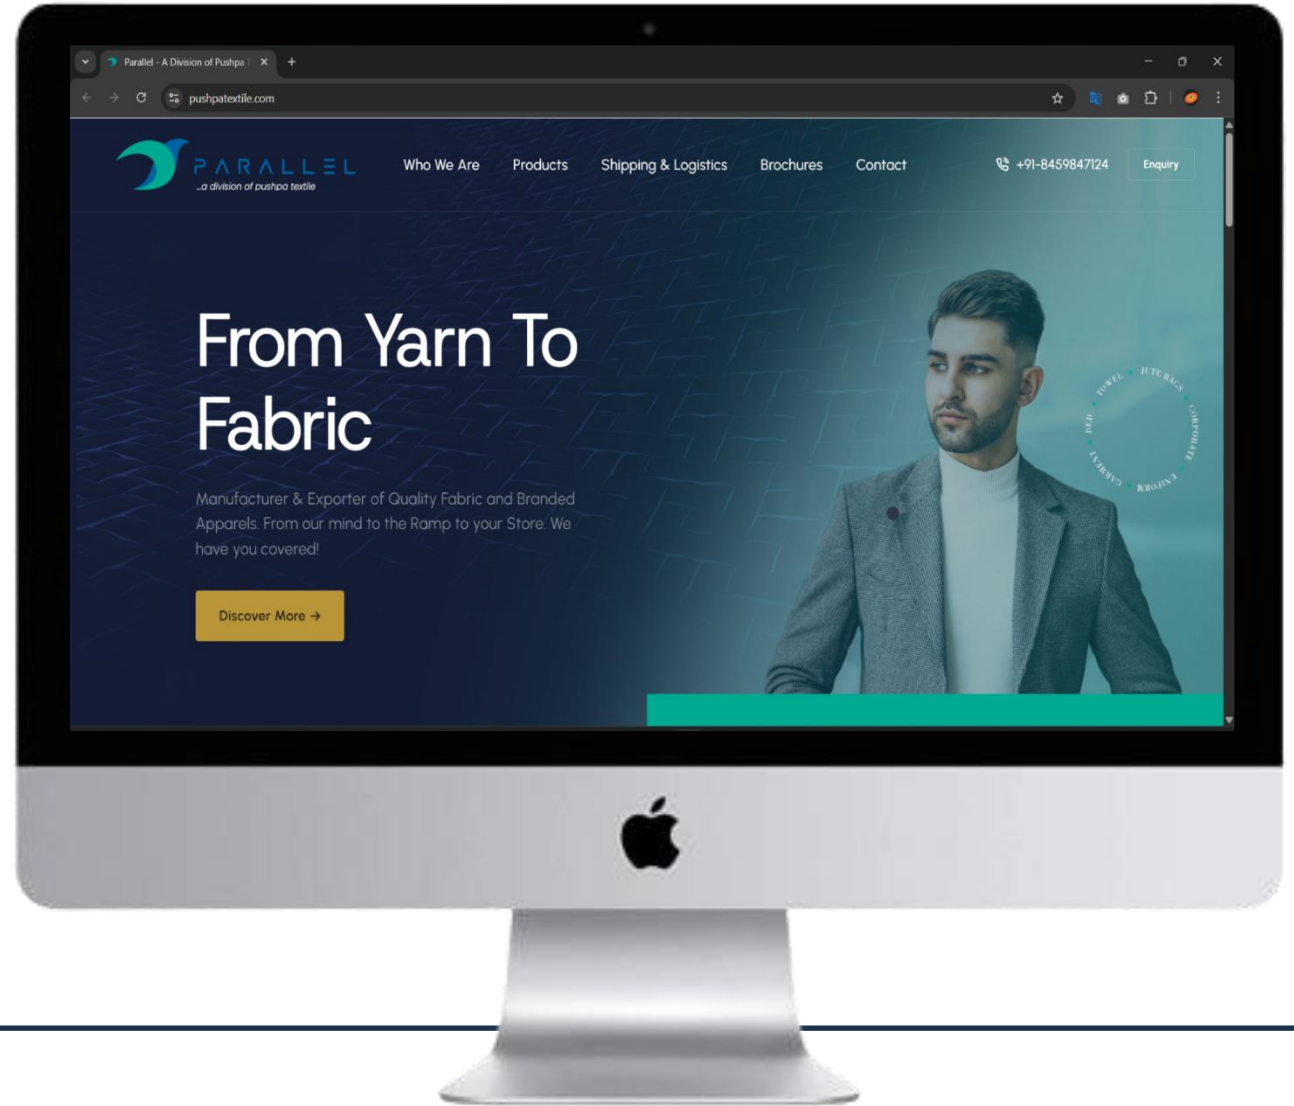 Parallel - A Division of Pushpa
pushpatextile.com
PARALLEL
...a division of pushpa textile
Who We Are
Products
Shipping & Logistics
Brochures
Contact
+91-8459847124
Enquiry
From Yarn To
Fabric
Manufacturer & Exporter of Quality Fabric and Branded
Apparels. From our mind to the Ramp to your Store. We
have you covered!
Discover More →
TOWEL • JUTE BAGS • CORPORATE • UNIFORM • GARMENT • BED •